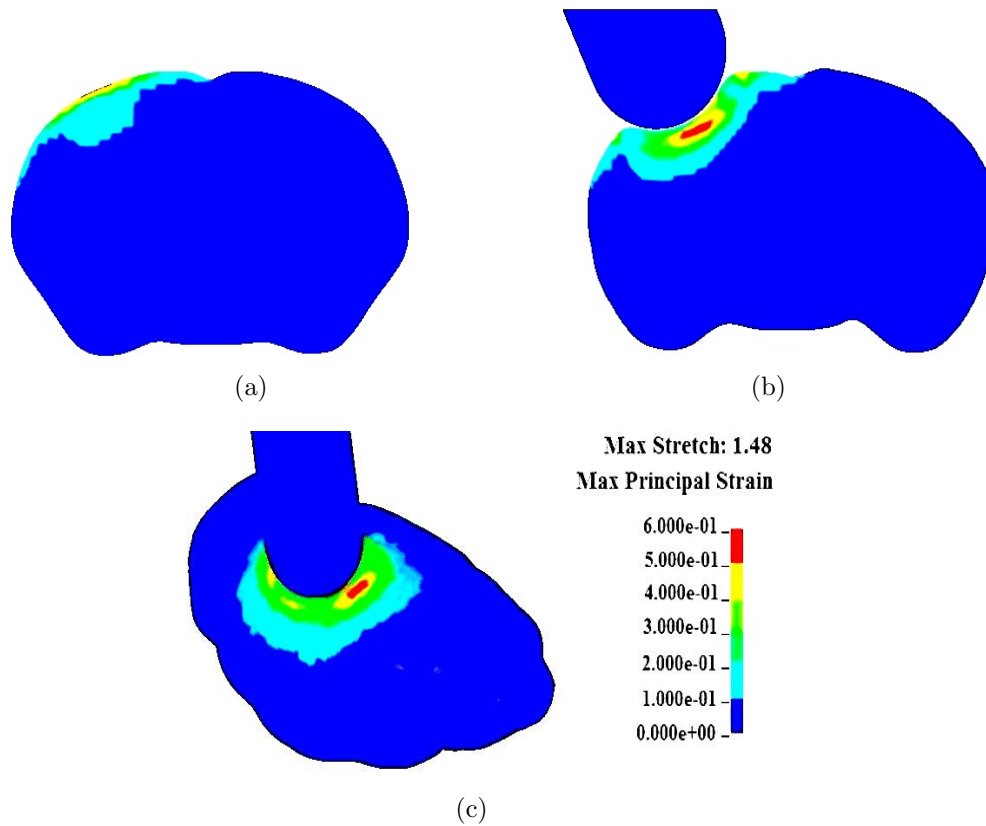 (a)
(b)
Max Stretch: 1.48
Max Principal Strain
6.000e-01
5.000e-01
4.000e-01
3.000e-01
2.000e-01
1.000e-01
0.000e+00
(c)